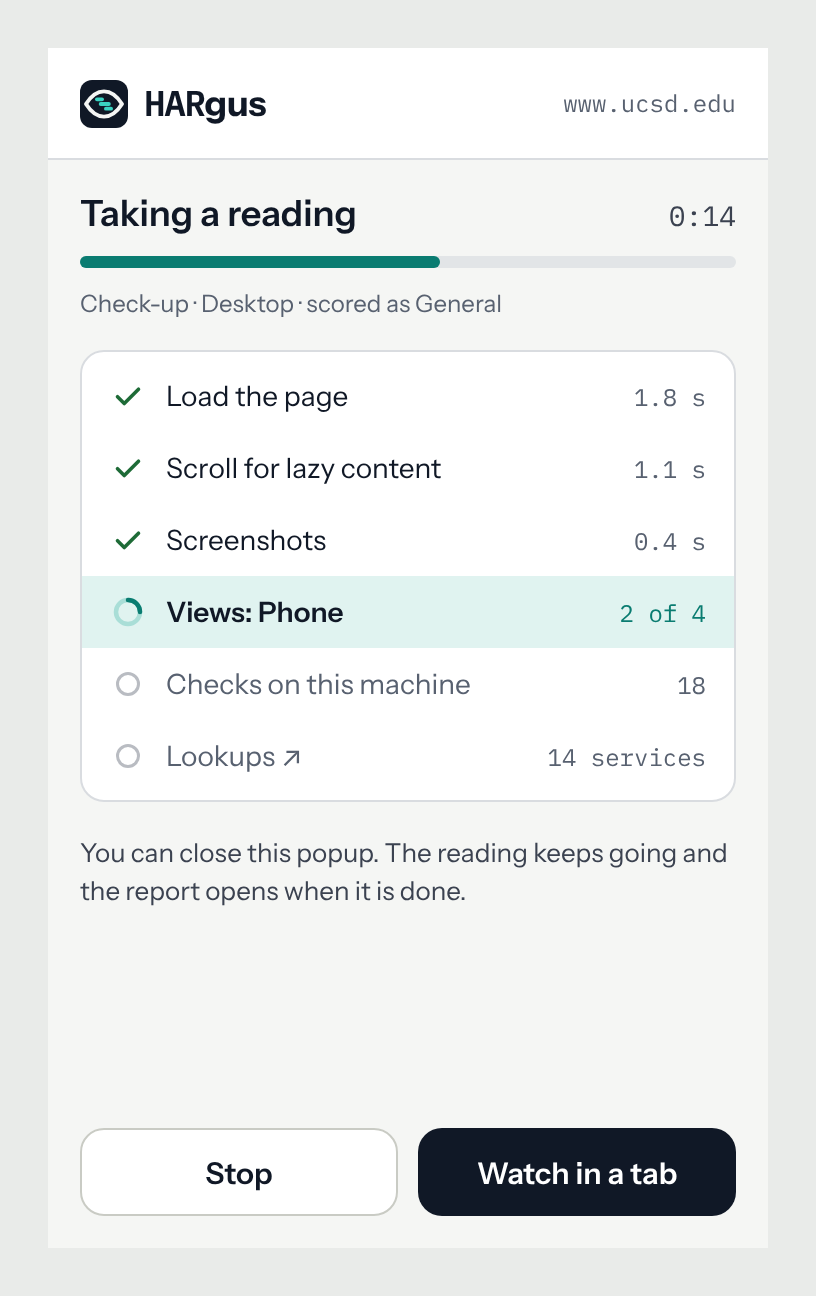 HARgus
www.ucsd.edu
Taking a reading
0:14
Check-up · Desktop · scored as General
Load the page 1.8 s
Scroll for lazy content 1.1 s
Screenshots 0.4 s
Views: Phone 2 of 4
Checks on this machine 18
Lookups ↗ 14 services
You can close this popup. The reading keeps going and
the report opens when it is done.
Stop
Watch in a tab